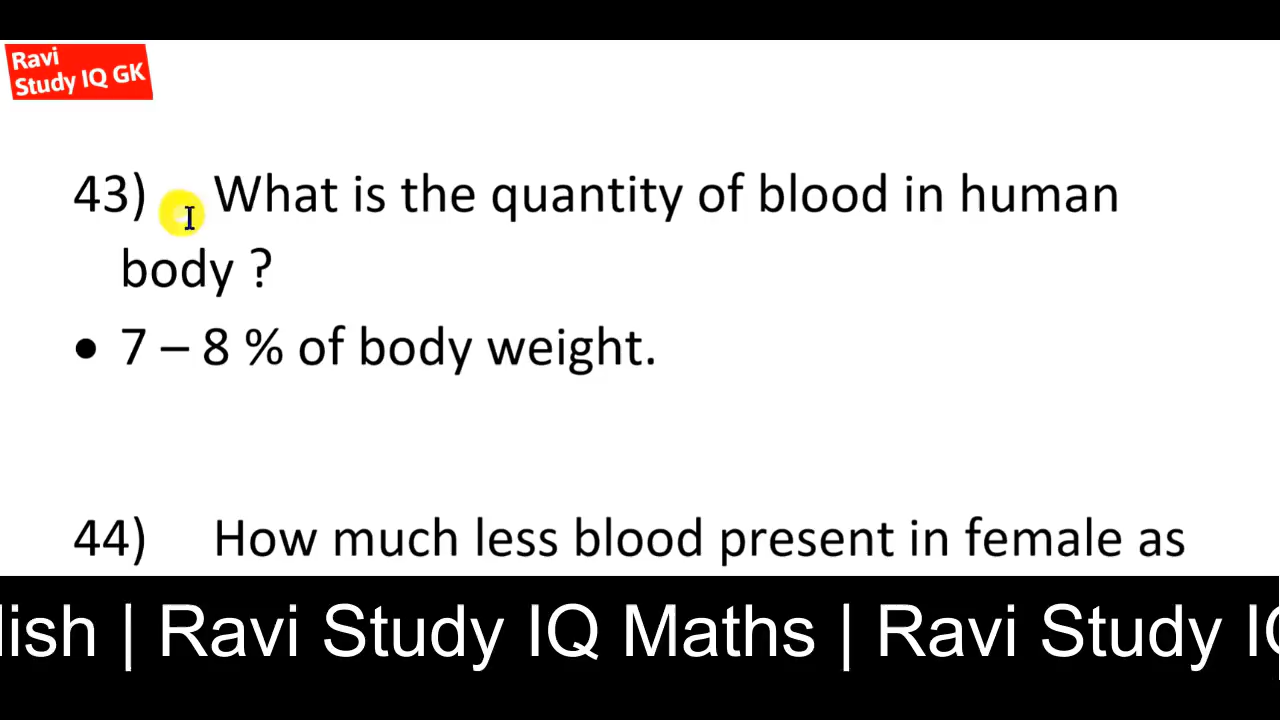 Ravi
Study IQ GK
43) What is the quantity of blood in human
body ?
• 7 – 8 % of body weight.
44) How much less blood present in female as
lish | Ravi Study IQ Maths | Ravi Study IQ